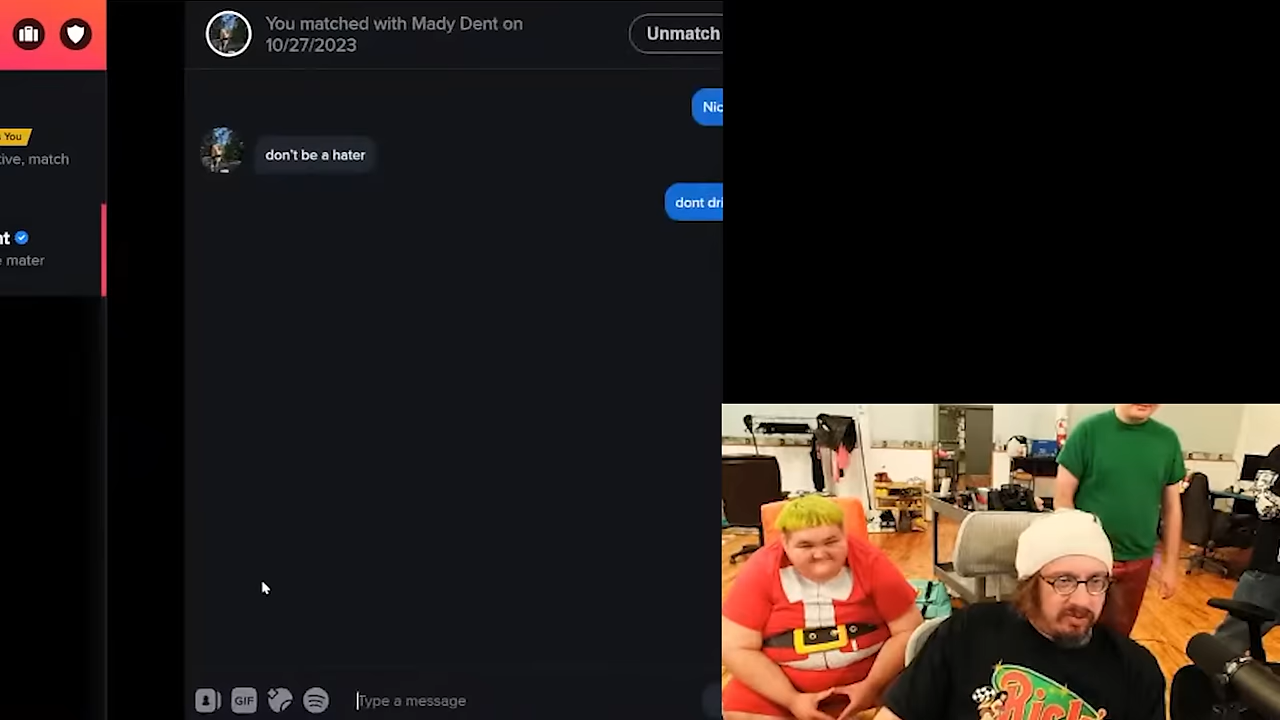 You matched with Mady Dent on
10/27/2023
Unmatch
Nic
You
tive, match
don't be a hater
dont dri
nt
e mater
GIF
Type a message